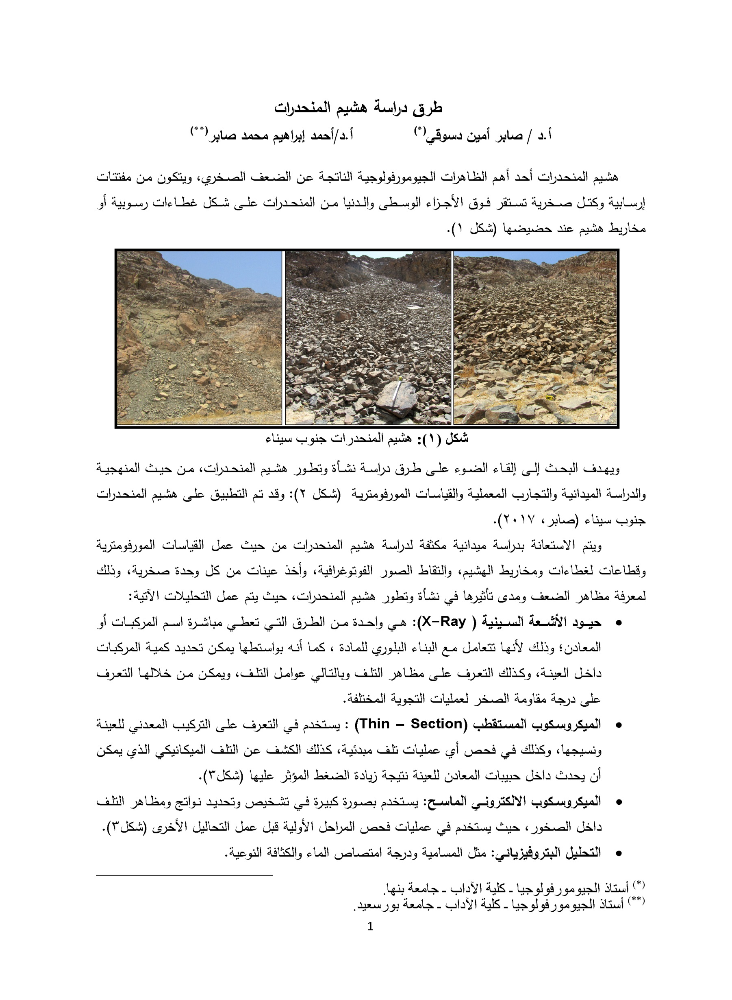 طرق دراسة هشيم المنحدرات
أ.د / صابر أمين دسوقي(*) أ.د/أحمد إبراهيم محمد صابر(**)
هشيم المنحدرات أحد أهم الظاهرات الجيومورفولوجية الناتجة عن الضعف الصخري، ويتكون من مفتتات
إرسابية وكتل صخرية تستقر فوق الأجزاء الوسطى والدنيا من المنحدرات على شكل غطاءات رسوبية أو
مخاريط هشيم عند حضيضها (شكل ١).
شكل (١): هشيم المنحدرات جنوب سيناء
ويهدف البحث إلى إلقاء الضوء على طرق دراسة نشأة وتطور هشيم المنحدرات، من حيث المنهجية
والدراسة الميدانية والتجارب المعملية والقياسات المورفومترية (شكل ٢): وقد تم التطبيق على هشيم المنحدرات
جنوب سيناء (صابر، ٢٠١٧).
ويتم الاستعانة بدراسة ميدانية مكثفة لدراسة هشيم المنحدرات من حيث عمل القياسات المورفومترية
وقطاعات لغطاءات ومخاريط الهشيم، والتقاط الصور الفوتوغرافية، وأخذ عينات من كل وحدة صخرية، وذلك
لمعرفة مظاهر الضعف ومدى تأثيرها في نشأة وتطور هشيم المنحدرات، حيث يتم عمل التحليلات الآتية:
• حيود الأشعة السينية ( X-Ray): هي واحدة من الطرق التي تعطي مباشرة اسم المركبات أو
المعادن؛ وذلك لأنها تتعامل مع البناء البلوري للمادة ، كما أنه بواستطها يمكن تحديد كمية المركبات
داخل العينة، وكذلك التعرف على مظاهر التلف وبالتالي عوامل التلف، ويمكن من خلالها التعرف
على درجة مقاومة الصخر لعمليات التجوية المختلفة.
• الميكروسكوب المستقطب (Thin – Section) : يستخدم في التعرف على التركيب المعدني للعينة
ونسيجها، وكذلك في فحص أي عمليات تلف مبدئية، كذلك الكشف عن التلف الميكانيكي الذي يمكن
أن يحدث داخل حبيبات المعادن للعينة نتيجة زيادة الضغط المؤثر عليها (شكل٣).
• الميكروسكوب الالكتروني الماسح: يستخدم بصورة كبيرة في تشخيص وتحديد نواتج ومظاهر التلف
داخل الصخور، حيث يستخدم في عمليات فحص المراحل الأولية قبل عمل التحاليل الأخرى (شكل٣).
• التحليل البتروفيزيائي: مثل المسامية ودرجة امتصاص الماء والكثافة النوعية.
(*) أستاذ الجيومورفولوجيا ـ كلية الآداب ـ جامعة بنها.
(**) أستاذ الجيومورفولوجيا ـ كلية الآداب ـ جامعة بورسعيد.
1